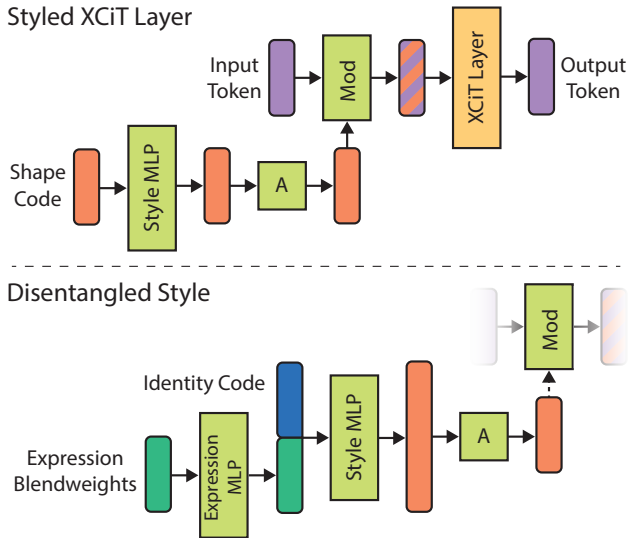 Styled XCiT Layer
Input
Token
Mod
XCiT Layer
Output
Token
Shape
Code
Style MLP
A
Disentangled Style
Mod
Identity Code
Style MLP
A
Expression
Blendweights
Expression
MLP